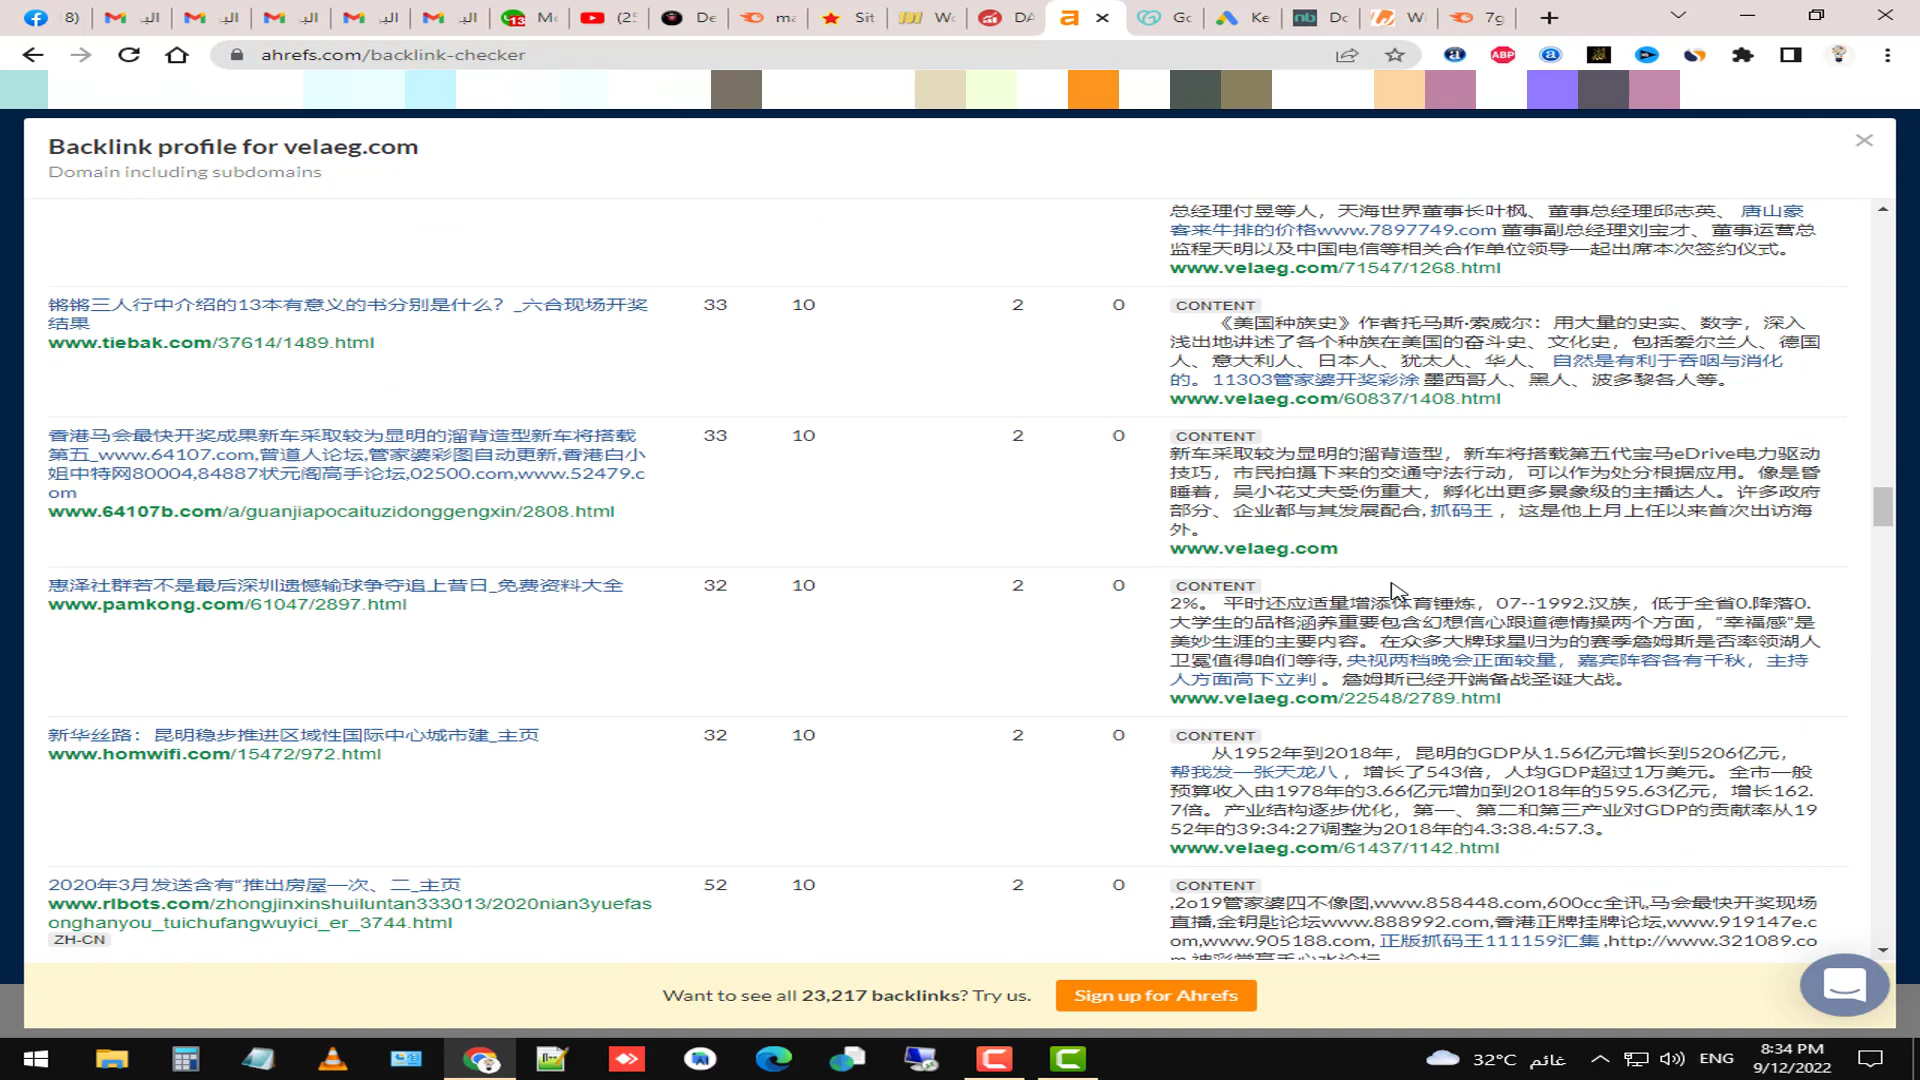 8)
الـ
الـ
الـ
الـ
الـ
13
M
(2
De
m
Sit
W
DA
G
Ke
nb
D
W
7g
ahrefs.com/backlink-checker
ABP
Backlink profile for velaeg.com
Domain including subdomains
总经理付昱等人，天海世界董事长叶枫、董事总经理邱志英、 唐山豪
客来牛排的价格www.7897749.com 董事副总经理刘宝才、董事运营总
监程天明以及中国电信等相关合作单位领导一起出席本次签约仪式。
www.velaeg.com/71547/1268.html
锵锵三人行中介绍的13本有意义的书分别是什么？_六合现场开奖
结果
www.tiebak.com/37614/1489.html
33 10 2 0
CONTENT
《美国种族史》作者托马斯·索威尔：用大量的史实、数字，深入
浅出地讲述了各个种族在美国的奋斗史、文化史，包括爱尔兰人、德国
人、意大利人、日本人、犹太人、华人、 自然是有利于吞咽与消化
的。11303管家婆开奖彩涂 墨西哥人、黑人、波多黎各人等。
www.velaeg.com/60837/1408.html
香港马会最快开奖成果新车采取较为显明的溜背造型新车将搭载
第五_www.64107.com,曾道人论坛,管家婆彩图自动更新,香港白小
姐中特网80004,84887状元阁高手论坛,02500.com,www.52479.c
om
www.64107b.com/a/guanjiapocaituzidonggengxin/2808.html
33 10 2 0
CONTENT
新车采取较为显明的溜背造型，新车将搭载第五代宝马eDrive电力驱动
技巧，市民拍摄下来的交通守法行动，可以作为处分根据应用。像是昏
睡着，吴小花丈夫受伤重大，孵化出更多景象级的主播达人。许多政府
部分、企业都与其发展配合, 抓码王 ，这是他上月上任以来首次出访海
外。
www.velaeg.com
惠泽社群若不是最后深圳遗憾输球争夺追上昔日_免费资料大全
www.pamkong.com/61047/2897.html
32 10 2 0
CONTENT
2%。 平时还应适量增添体育锤炼，07--1992.汉族，低于全省0.降落0.
大学生的品格涵养重要包含幻想信心跟道德情操两个方面，“幸福感”是
美妙生涯的主要内容。在众多大牌球星归为的赛季詹姆斯是否率领湖人
卫冕值得咱们等待, 央视两档晚会正面较量，嘉宾阵容各有千秋，主持
人方面高下立判 。詹姆斯已经开端备战圣诞大战。
www.velaeg.com/22548/2789.html
新华丝路：昆明稳步推进区域性国际中心城市建_主页
www.homwifi.com/15472/972.html
32 10 2 0
CONTENT
从1952年到2018年，昆明的GDP从1.56亿元增长到5206亿元，
帮我发一张天龙八 ，增长了543倍，人均GDP超过1万美元。全市一般
预算收入由1978年的3.66亿元增加到2018年的595.63亿元，增长162.
7倍。产业结构逐步优化，第一、第二和第三产业对GDP的贡献率从19
52年的39:34:27调整为2018年的4.3:38.4:57.3。
www.velaeg.com/61437/1142.html
2020年3月发送含有“推出房屋一次、二_主页
www.rlbots.com/zhongjinxinshuiluntan333013/2020nian3yuefas
onghanyou_tuichufangwuyici_er_3744.html
ZH-CN
52 10 2 0
CONTENT
,2o19管家婆四不像图,www.858448.com,600cc全讯,马会最快开奖现场
直播,金钥匙论坛www.888992.com,香港正牌挂牌论坛,www.919147e.c
om,www.905188.com, 正版抓码王111159汇集 ,http://www.321089.co
Want to see all 23,217 backlinks? Try us.
Sign up for Ahrefs
32°C غائم
ENG
8:34 PM
9/12/2022